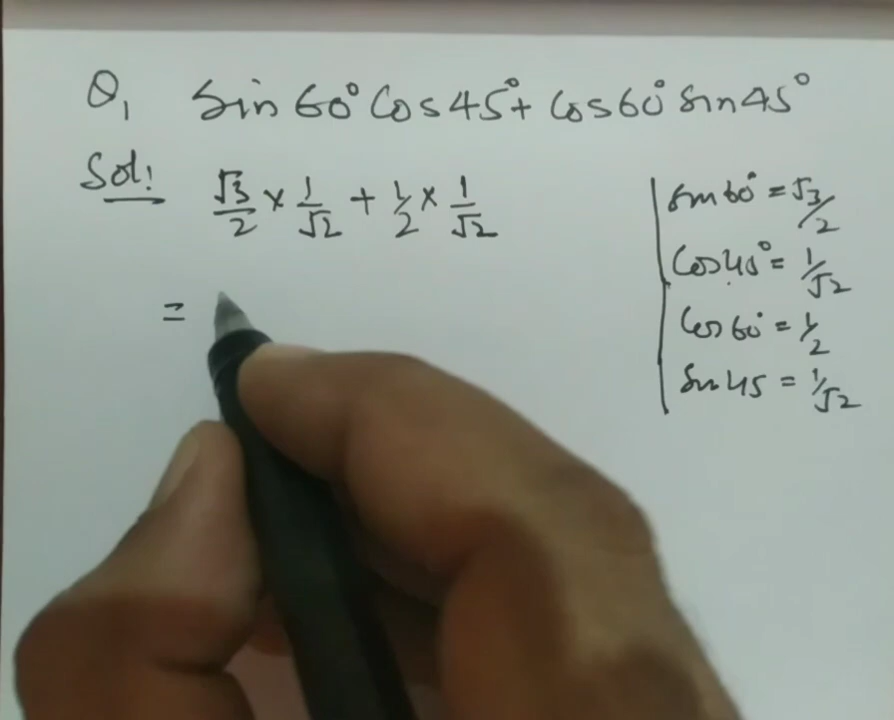 Q1 Sin 60° Cos 45° + Cos 60° Sin 45°
Sol:
√3/2 × 1/√2 + 1/2 × 1/√2
=
Sin 60° = √3/2
Cos 45° = 1/√2
Cos 60° = 1/2
Sin 45 = 1/√2